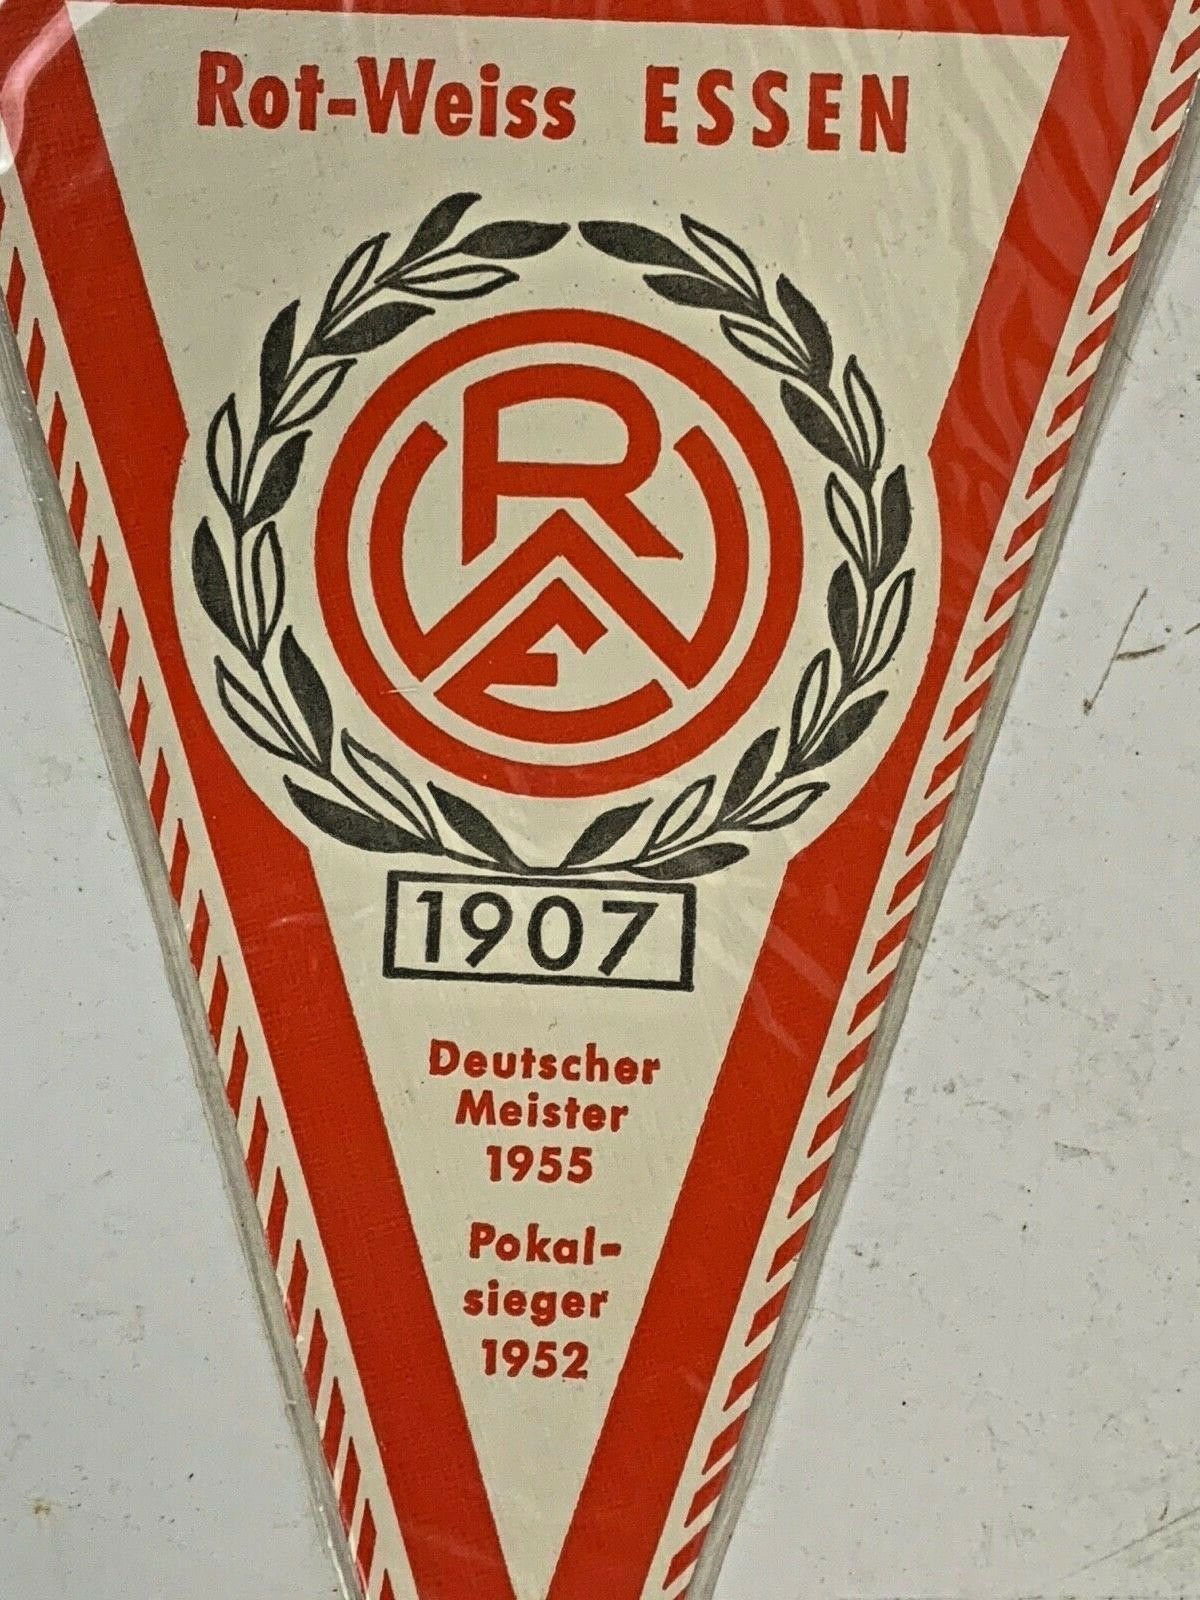 Rot-Weiss ESSEN
RWE
1907
Deutscher
Meister
1955
Pokal-
sieger
1952